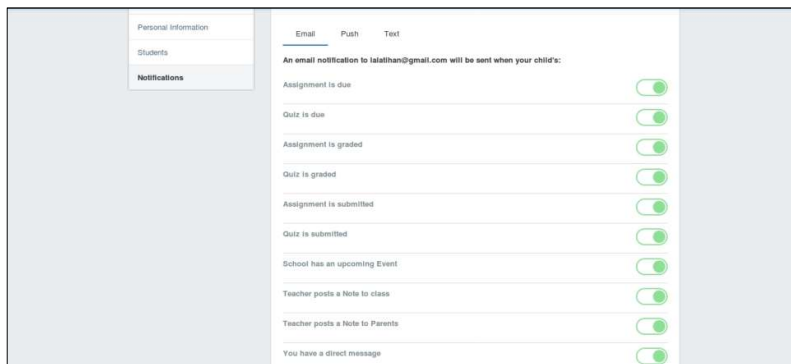 Personal Information
Students
Notifications
Email Push Text
An email notification to lalatihan@gmail.com will be sent when your child's:
Assignment is due
Quiz is due
Assignment is graded
Quiz is graded
Assignment is submitted
Quiz is submitted
School has an upcoming Event
Teacher posts a Note to class
Teacher posts a Note to Parents
You have a direct message